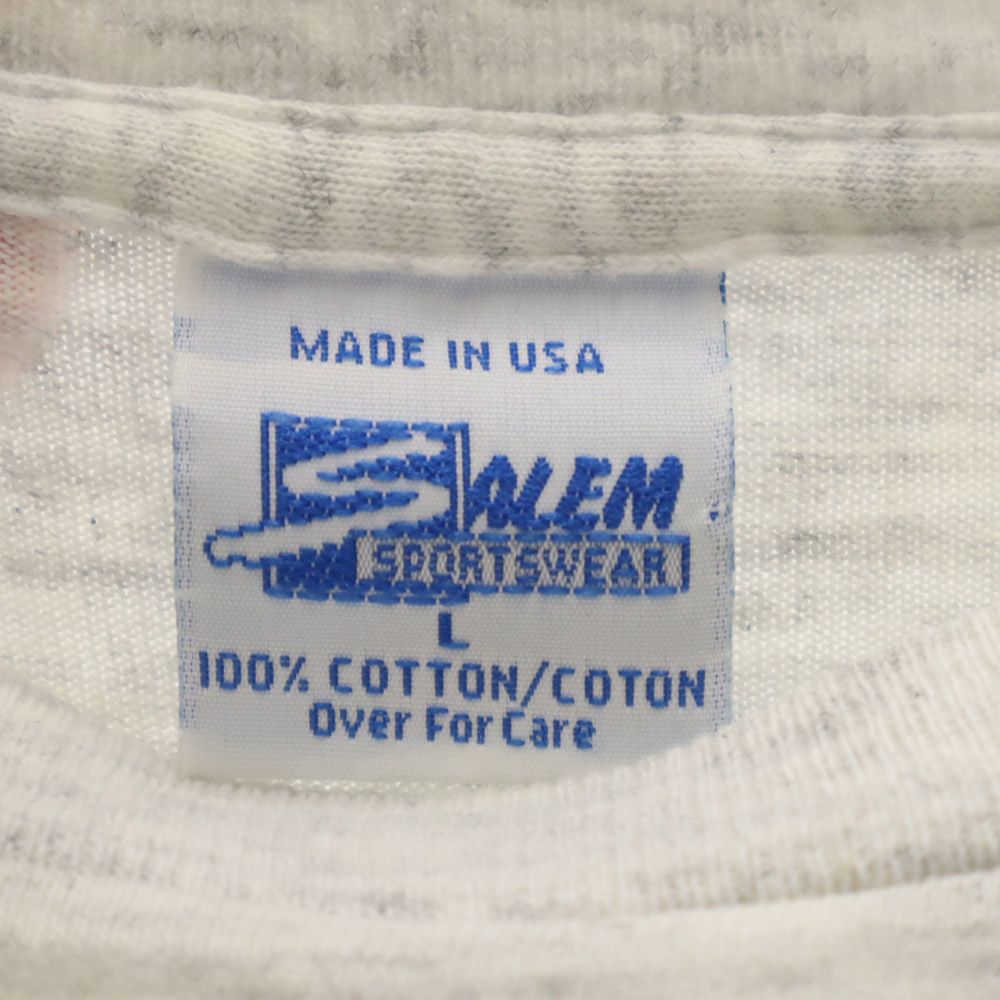 MADE IN USA
SALEM
SPORTSWEAR
L
100% COTTON/COTON
Over For Care